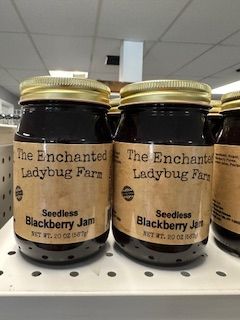 The Enchanted
Ladybug Farm
Seedless
Blackberry Jam
NET WT. 20 OZ (567g)
The Enchanted
Ladybug Farm
Seedless
Blackberry Jam
NET WT. 20 OZ (567g)